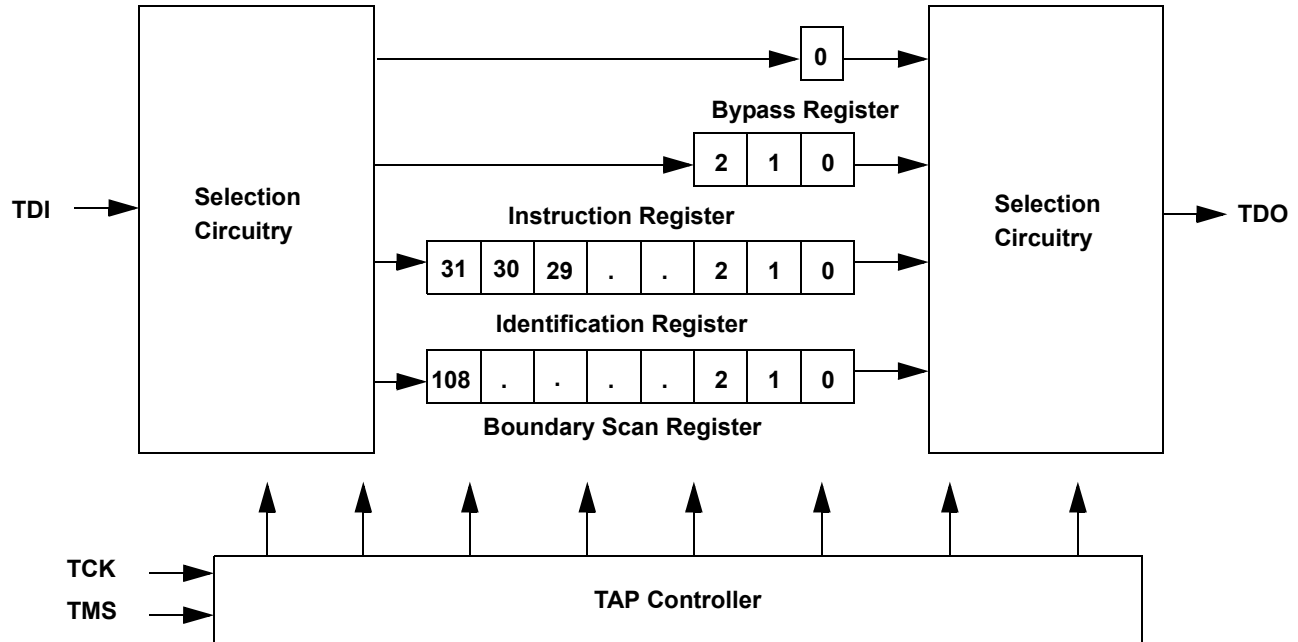 0
Bypass Register
2 1 0
Selection
Circuitry
Selection
Circuitry
TDI
TDO
Instruction Register
31 30 29 . . 2 1 0
Identification Register
108 . . . . 2 1 0
Boundary Scan Register
TCK
TMS
TAP Controller